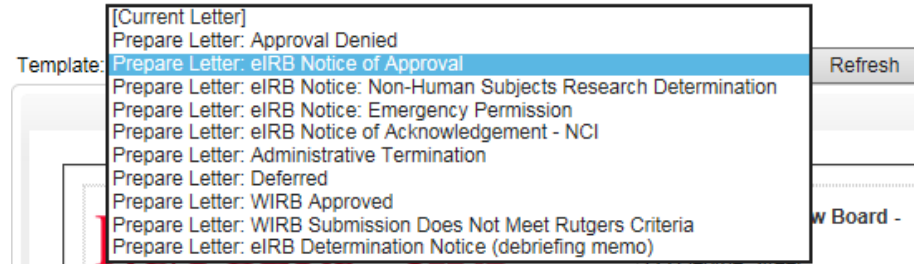 [Current Letter]
Prepare Letter: Approval Denied
Template: Prepare Letter: eIRB Notice of Approval Refresh
Prepare Letter: eIRB Notice: Non-Human Subjects Research Determination
Prepare Letter: eIRB Notice: Emergency Permission
Prepare Letter: eIRB Notice of Acknowledgement - NCI
Prepare Letter: Administrative Termination
Prepare Letter: Deferred
Prepare Letter: WIRB Approved
Prepare Letter: WIRB Submission Does Not Meet Rutgers Criteria
Board -
Prepare Letter: eIRB Determination Notice (debriefing memo)